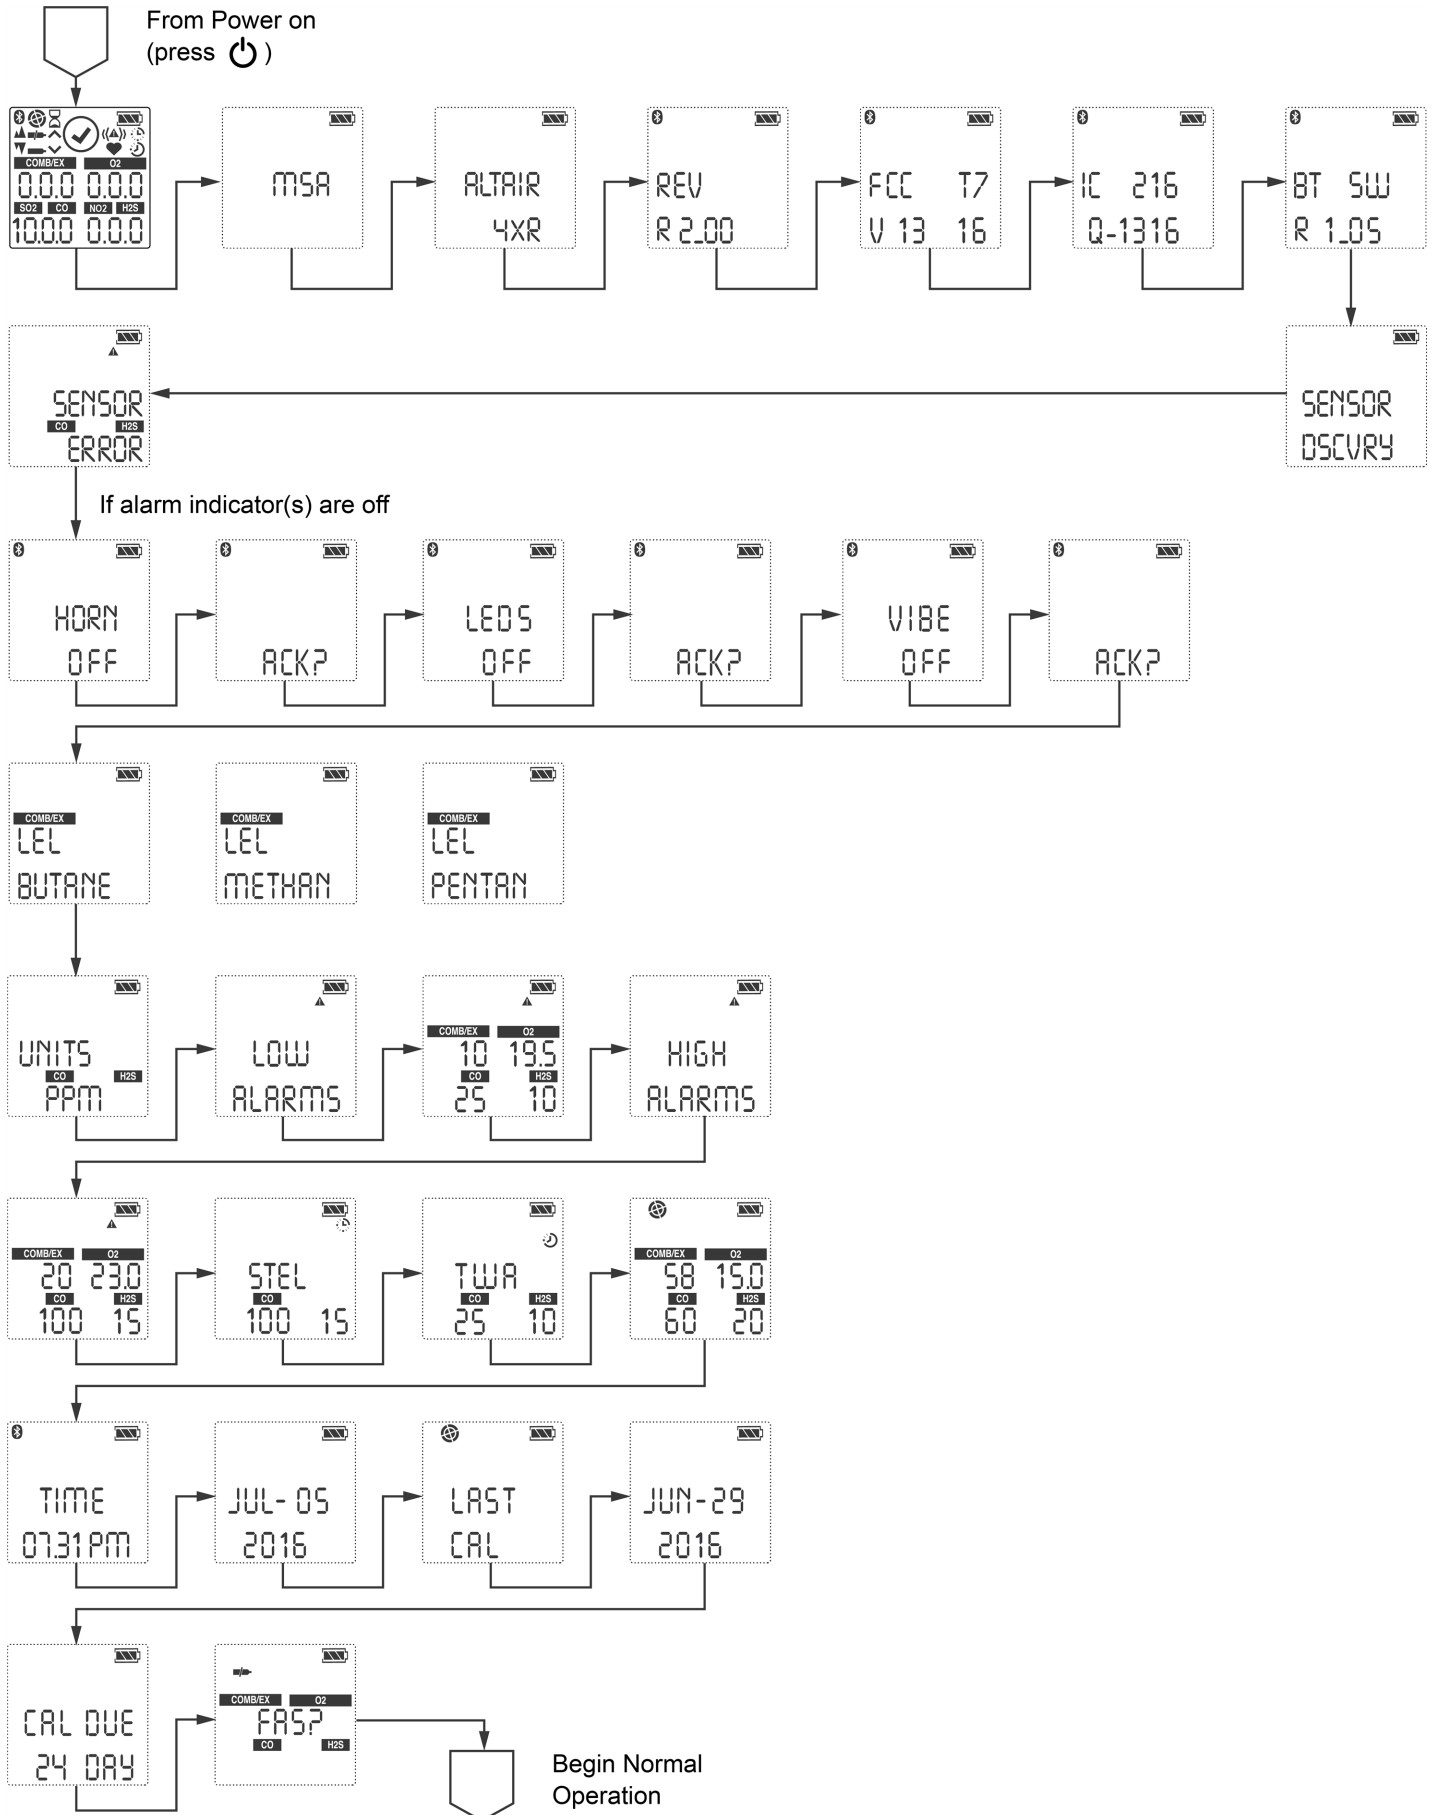 From Power on
(press )
COMB/EX O2
0.0.0 0.0.0
SO2 CO NO2 H2S
10.0.0 0.0.0
MSA
ALTAIR
4XR
REV
R 2_00
FCC T7
V 13 16
IC 216
Q-1316
BT SW
R 1_05
SENSOR
DSCVRY
SENSOR
CO H2S
ERROR
If alarm indicator(s) are off
HORN
OFF
ACK?
LEDS
OFF
ACK?
VIBE
OFF
ACK?
COMB/EX
LEL
BUTANE
COMB/EX
LEL
METHAN
COMB/EX
LEL
PENTAN
UNITS
CO H2S
PPM
LOW
ALARMS
COMB/EX O2
10 19.5
CO H2S
25 10
HIGH
ALARMS
COMB/EX O2
20 23.0
CO H2S
100 15
STEL
CO
100 15
TWA
CO H2S
25 10
COMB/EX O2
58 15.0
CO H2S
60 20
TIME
07.31 PM
JUL-05
2016
LAST
CAL
JUN-29
2016
CAL DUE
24 DAY
COMB/EX O2
FAS?
CO H2S
Begin Normal
Operation